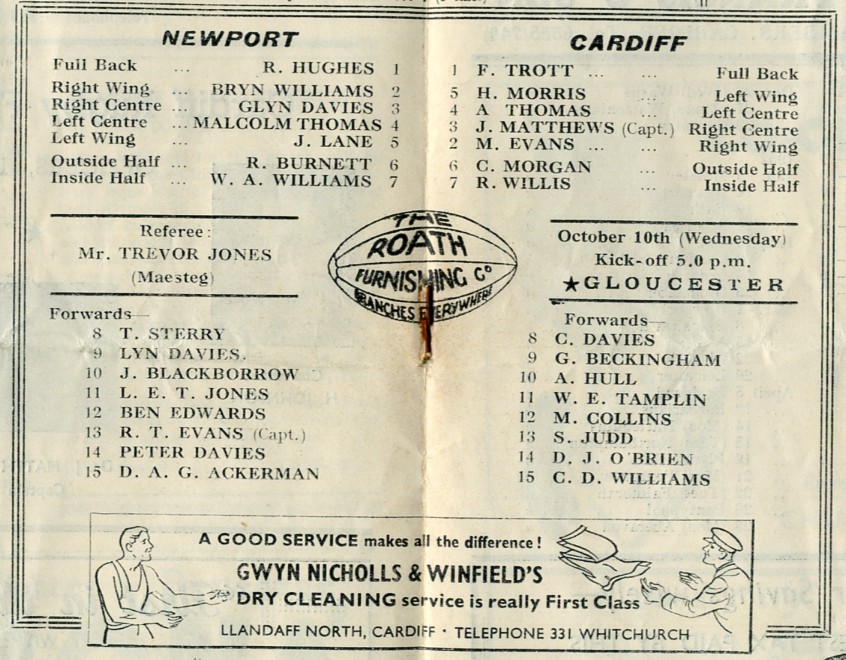 NEWPORT
Full Back ... R. HUGHES 1
Right Wing ... BRYN WILLIAMS 2
Right Centre ... GLYN DAVIES 3
Left Centre ... MALCOLM THOMAS 4
Left Wing ... J. LANE 5
Outside Half ... R. BURNETT 6
Inside Half ... W. A. WILLIAMS 7
CARDIFF
1 F. TROTT ... ... Full Back
5 H. MORRIS ... Left Wing
4 A THOMAS ... Left Centre
3 J. MATTHEWS (Capt.) Right Centre
2 M. EVANS ... ... Right Wing
6 C. MORGAN ... Outside Half
7 R. WILLIS ... Inside Half
Referee:
Mr. TREVOR JONES
(Maesteg)
THE
ROATH
FURNISHING Co
BRANCHES EVERYWHERE
October 10th (Wednesday)
Kick-off 5.0 p.m.
★GLOUCESTER
Forwards—
8 T. STERRY
9 LYN DAVIES.
10 J. BLACKBORROW
11 L. E. T. JONES
12 BEN EDWARDS
13 R. T. EVANS (Capt.)
14 PETER DAVIES
15 D. A. G. ACKERMAN
Forwards—
8 C. DAVIES
9 G. BECKINGHAM
10 A. HULL
11 W. E. TAMPLIN
12 M. COLLINS
13 S. JUDD
14 D. J. O'BRIEN
15 C. D. WILLIAMS
A GOOD SERVICE makes all the difference!
GWYN NICHOLLS & WINFIELD'S
DRY CLEANING service is really First Class
LLANDAFF NORTH, CARDIFF · TELEPHONE 331 WHITCHURCH